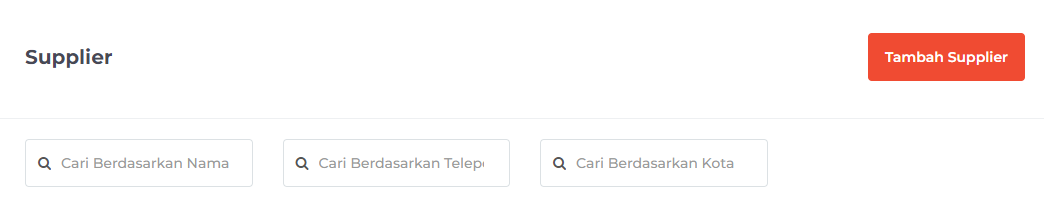 Supplier
Tambah Supplier
Cari Berdasarkan Nama
Cari Berdasarkan Telep
Cari Berdasarkan Kota